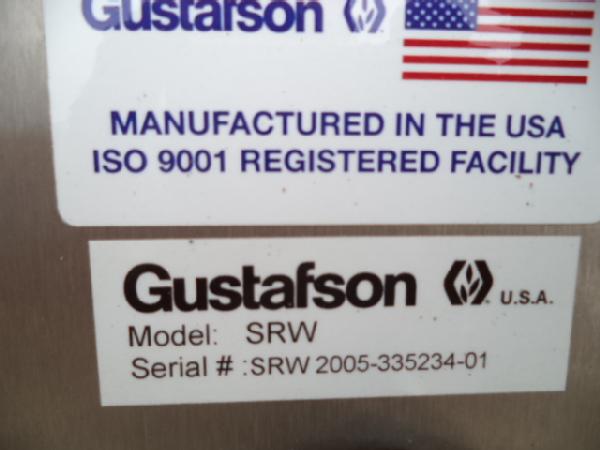 Gustafson
MANUFACTURED IN THE USA
ISO 9001 REGISTERED FACILITY
Gustafson U.S.A.
Model: SRW
Serial # :SRW 2005-335234-01